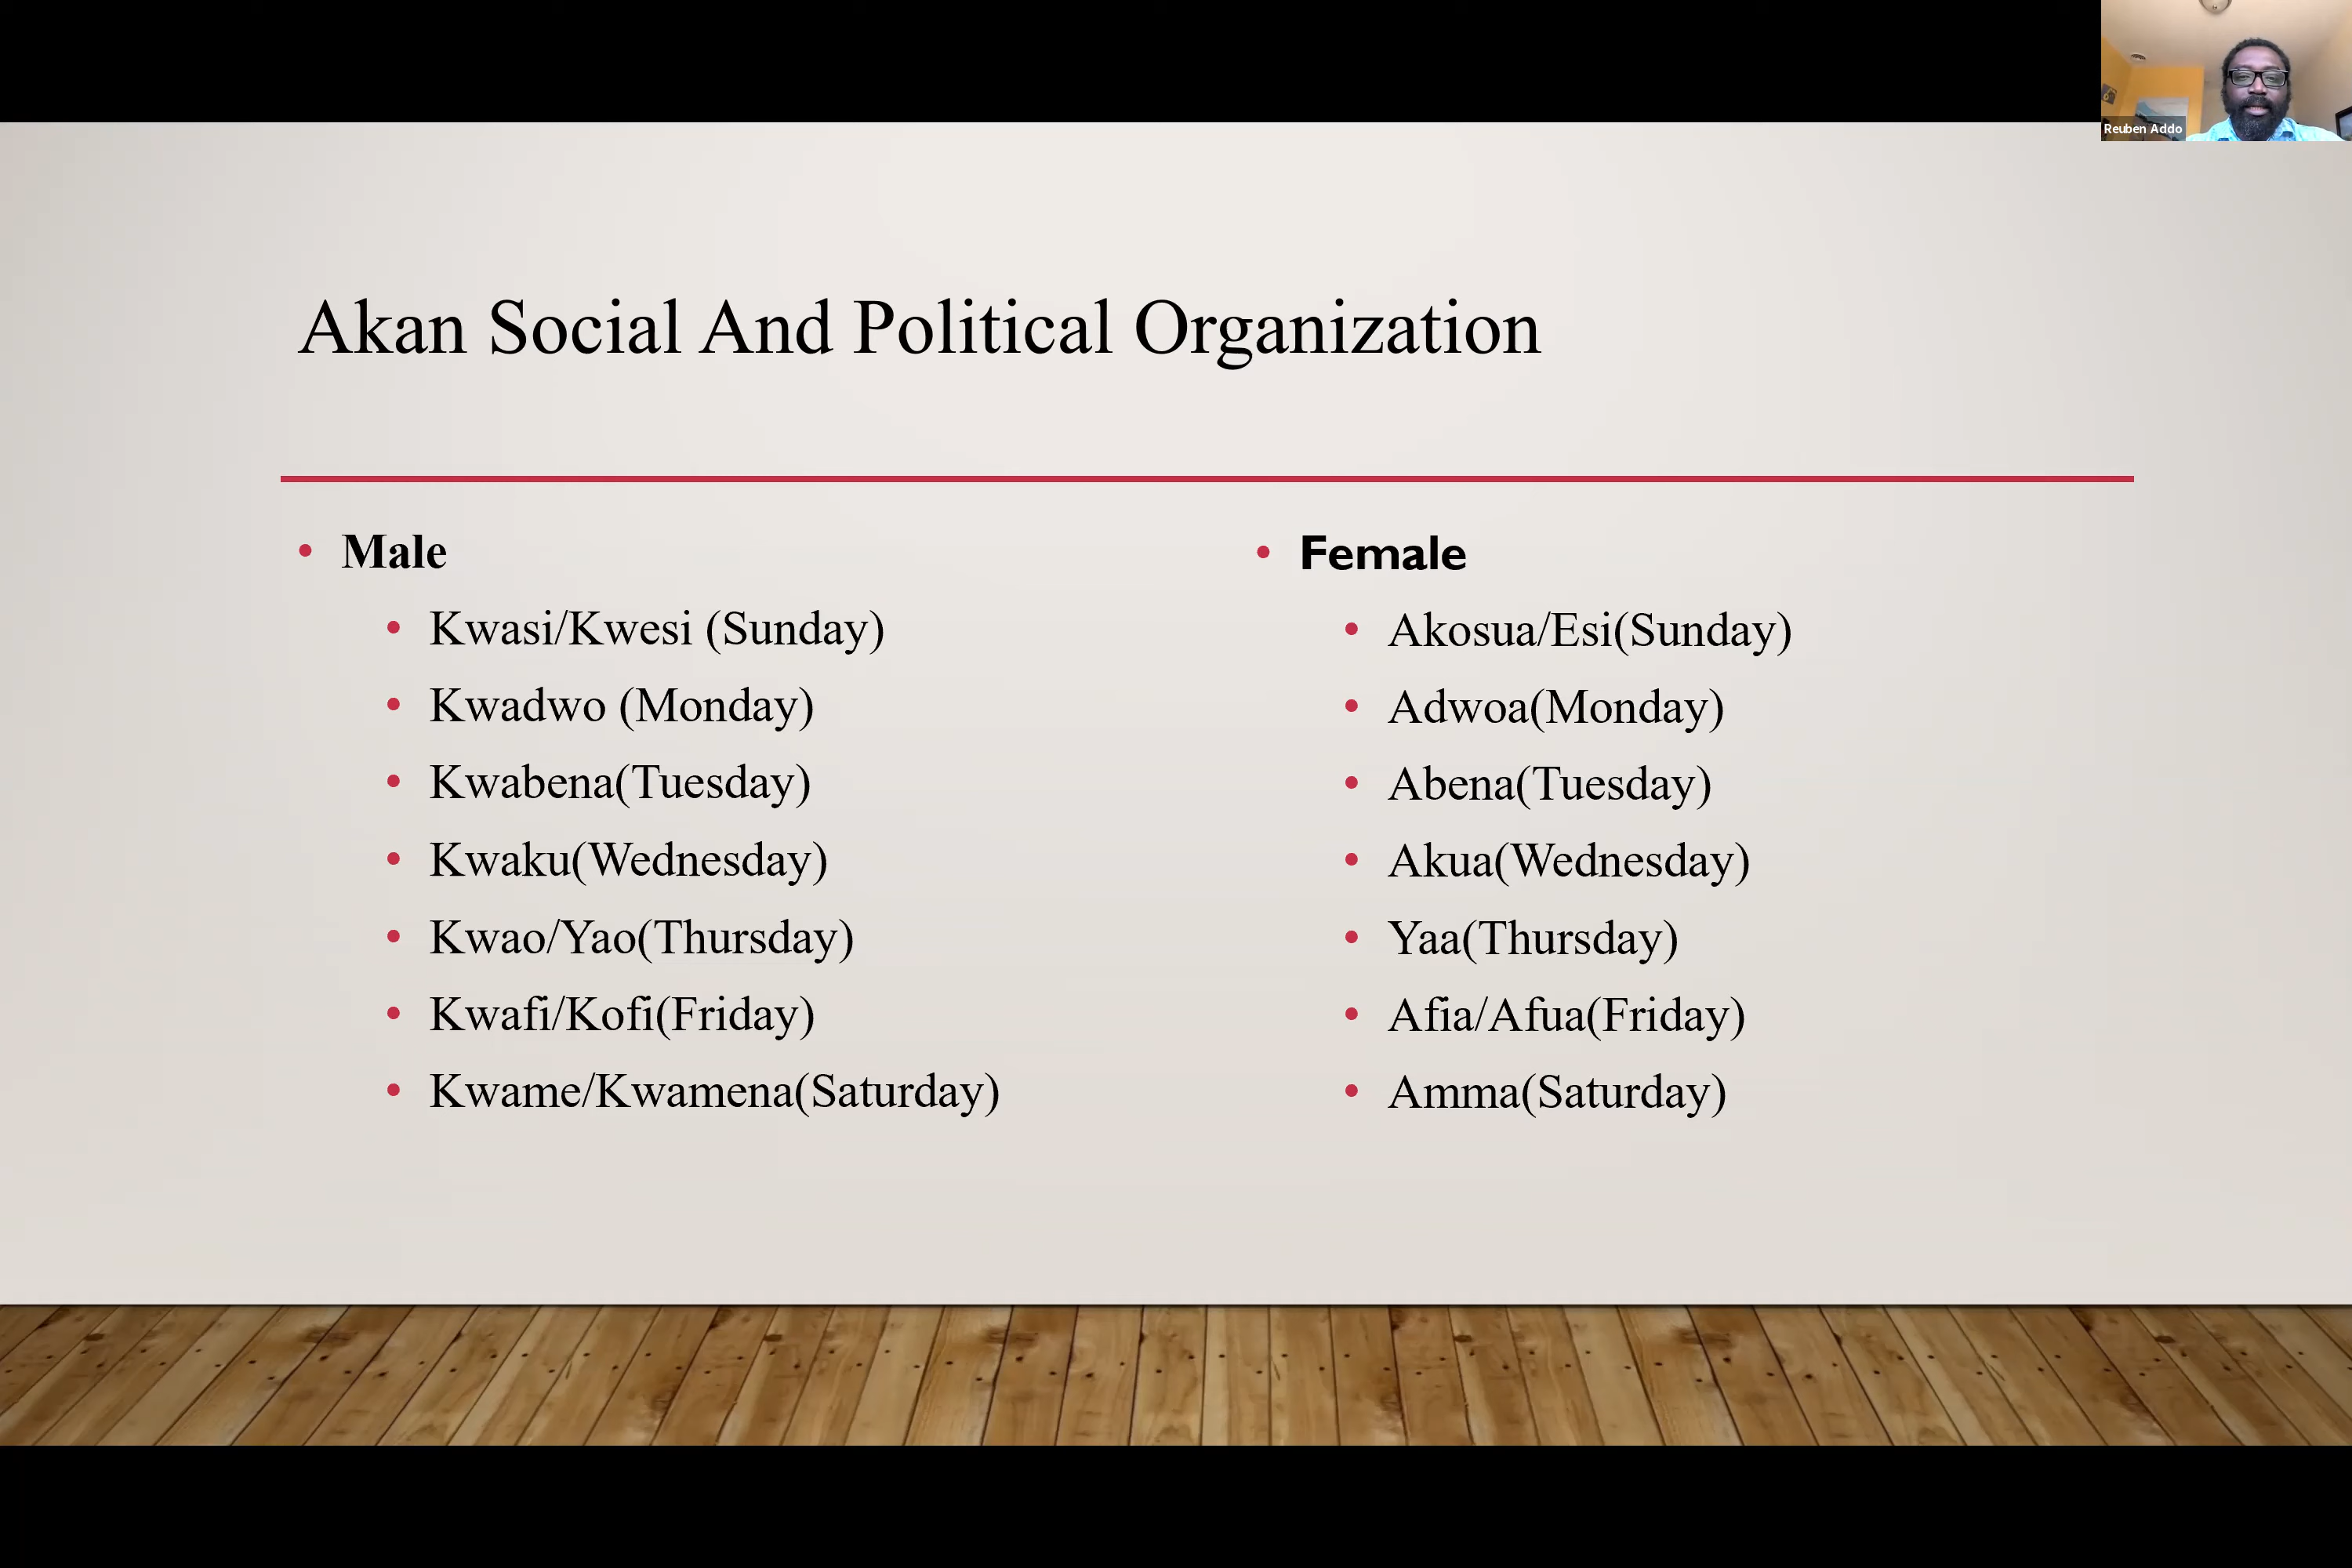 Reuben Addo
Akan Social And Political Organization
• Male
• Kwasi/Kwesi (Sunday)
• Kwadwo (Monday)
• Kwabena(Tuesday)
• Kwaku(Wednesday)
• Kwao/Yao(Thursday)
• Kwafi/Kofi(Friday)
• Kwame/Kwamena(Saturday)
• Female
• Akosua/Esi(Sunday)
• Adwoa(Monday)
• Abena(Tuesday)
• Akua(Wednesday)
• Yaa(Thursday)
• Afia/Afua(Friday)
• Amma(Saturday)